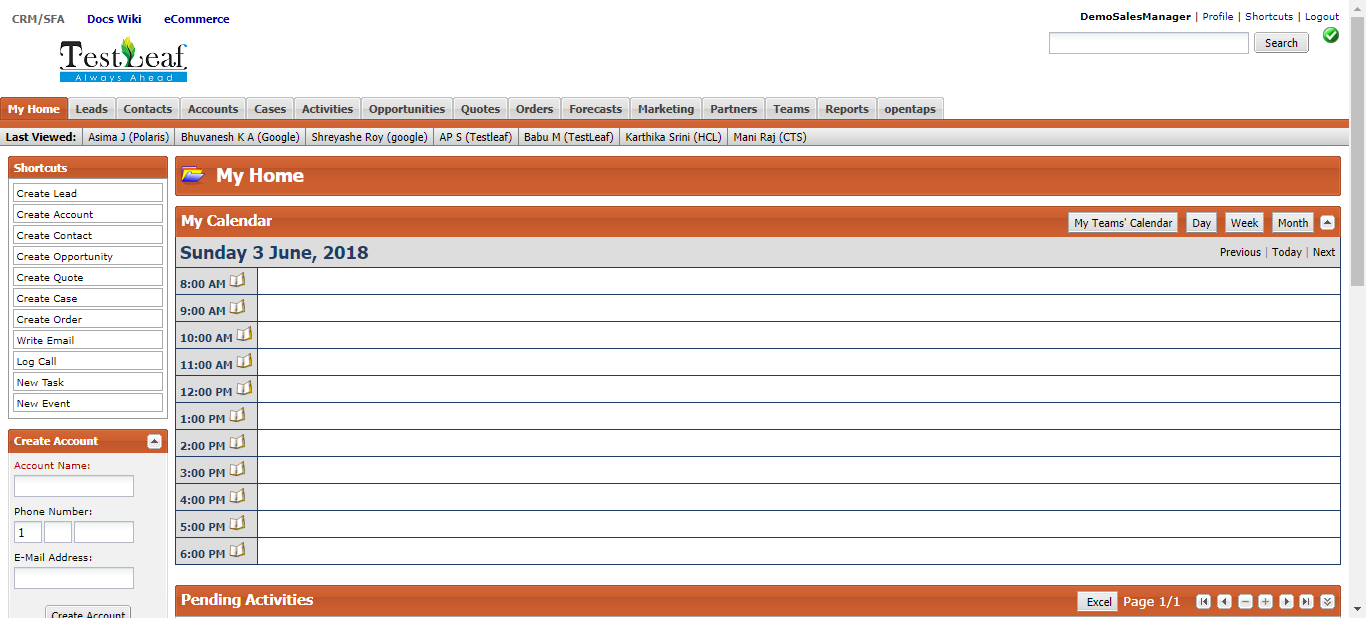 CRM/SFA Docs Wiki eCommerce
DemoSalesManager | Profile | Shortcuts | Logout
Search
TestLeaf
Always Ahead
My Home Leads Contacts Accounts Cases Activities Opportunities Quotes Orders Forecasts Marketing Partners Teams Reports opentaps
Last Viewed: Asima J (Polaris) Bhuvanesh K A (Google) Shreyashe Roy (google) AP S (Testleaf) Babu M (TestLeaf) Karthika Srini (HCL) Mani Raj (CTS)
Shortcuts
Create Lead
Create Account
Create Contact
Create Opportunity
Create Quote
Create Case
Create Order
Write Email
Log Call
New Task
New Event
Create Account
Account Name:
Phone Number:
1
E-Mail Address:
Create Account
My Home
My Calendar
My Teams' Calendar Day Week Month
Sunday 3 June, 2018
Previous | Today | Next
8:00 AM
9:00 AM
10:00 AM
11:00 AM
12:00 PM
1:00 PM
2:00 PM
3:00 PM
4:00 PM
5:00 PM
6:00 PM
Pending Activities
Excel Page 1/1